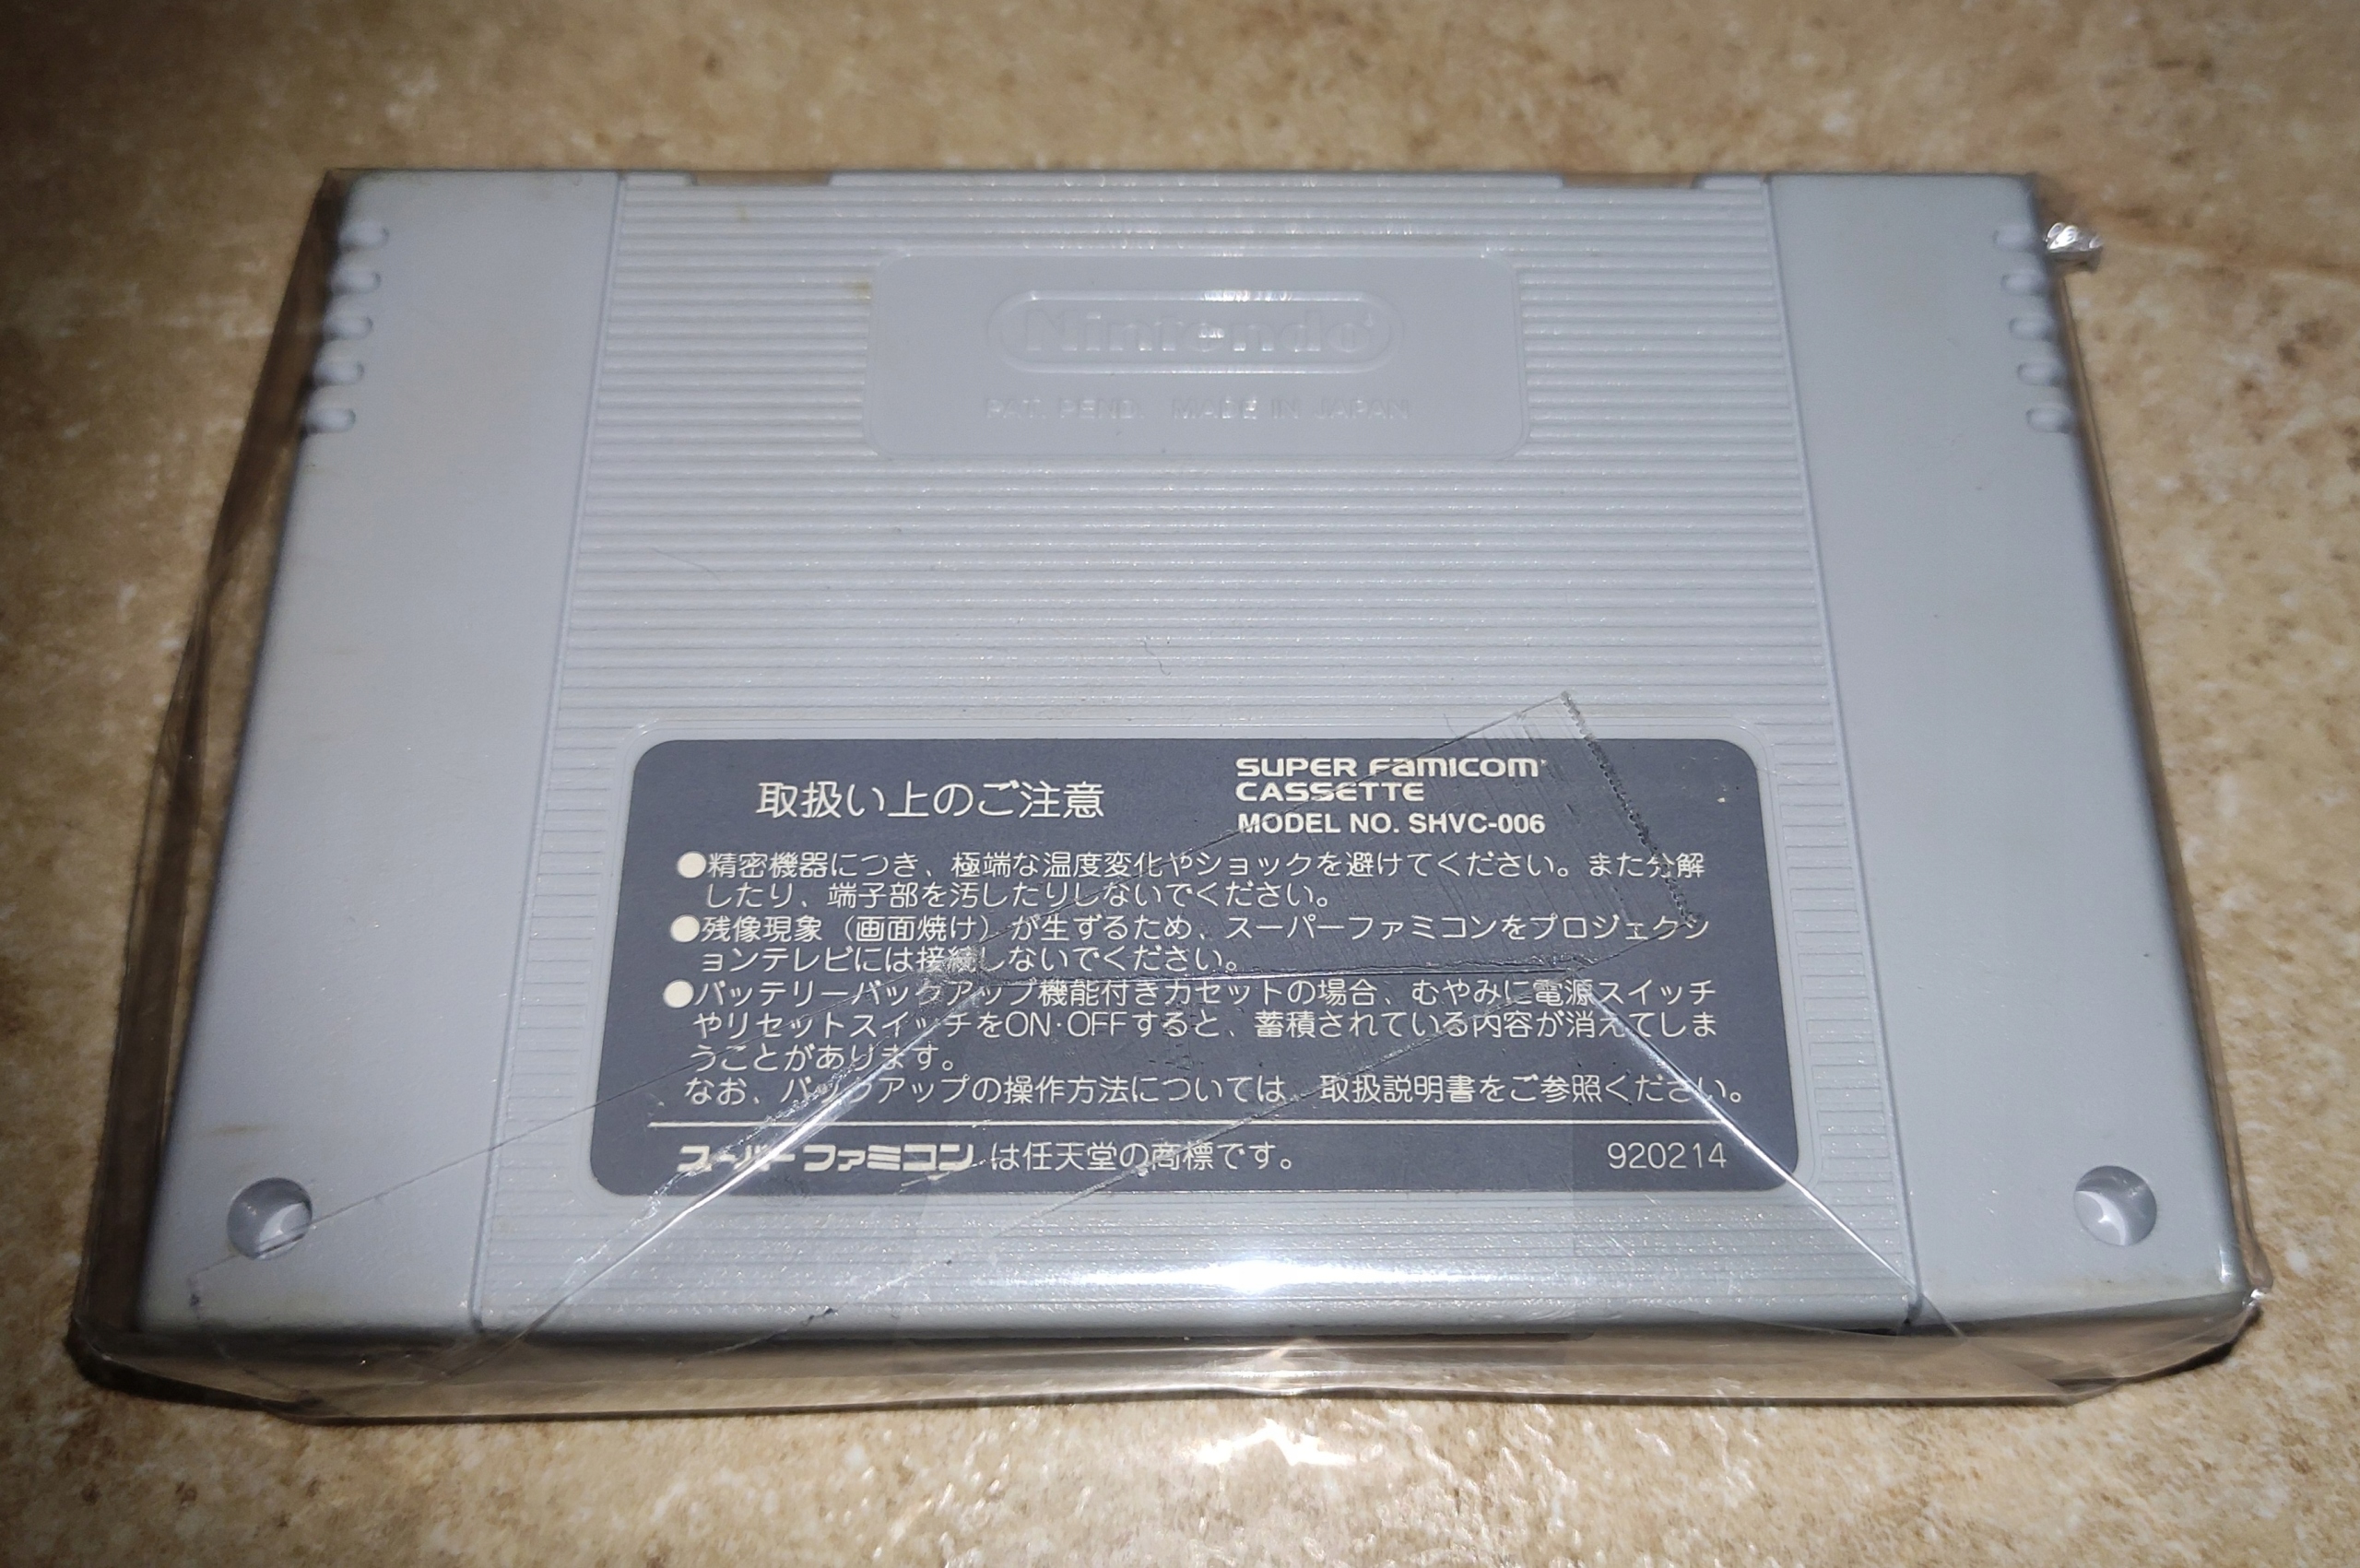 Nintendo
PAT. PEND. MADE IN JAPAN
取扱い上のご注意
SUPER FAMICOM
CASSETTE
MODEL NO. SHVC-006
●精密機器につき、極端な温度変化やショックを避けてください。また分解
したり、端子部を汚したりしないでください。
●残像現象（画面焼け）が生ずるため、スーパーファミコンをプロジェクシ
ョンテレビには接続しないでください。
●バッテリーバックアップ機能付きカセットの場合、むやみに電源スイッチ
やリセットスイッチをON·OFFすると、蓄積されている内容が消えてしま
うことがあります。
なお、バックアップの操作方法については、取扱説明書をご参照ください。
スーパーファミコンは任天堂の商標です。
920214